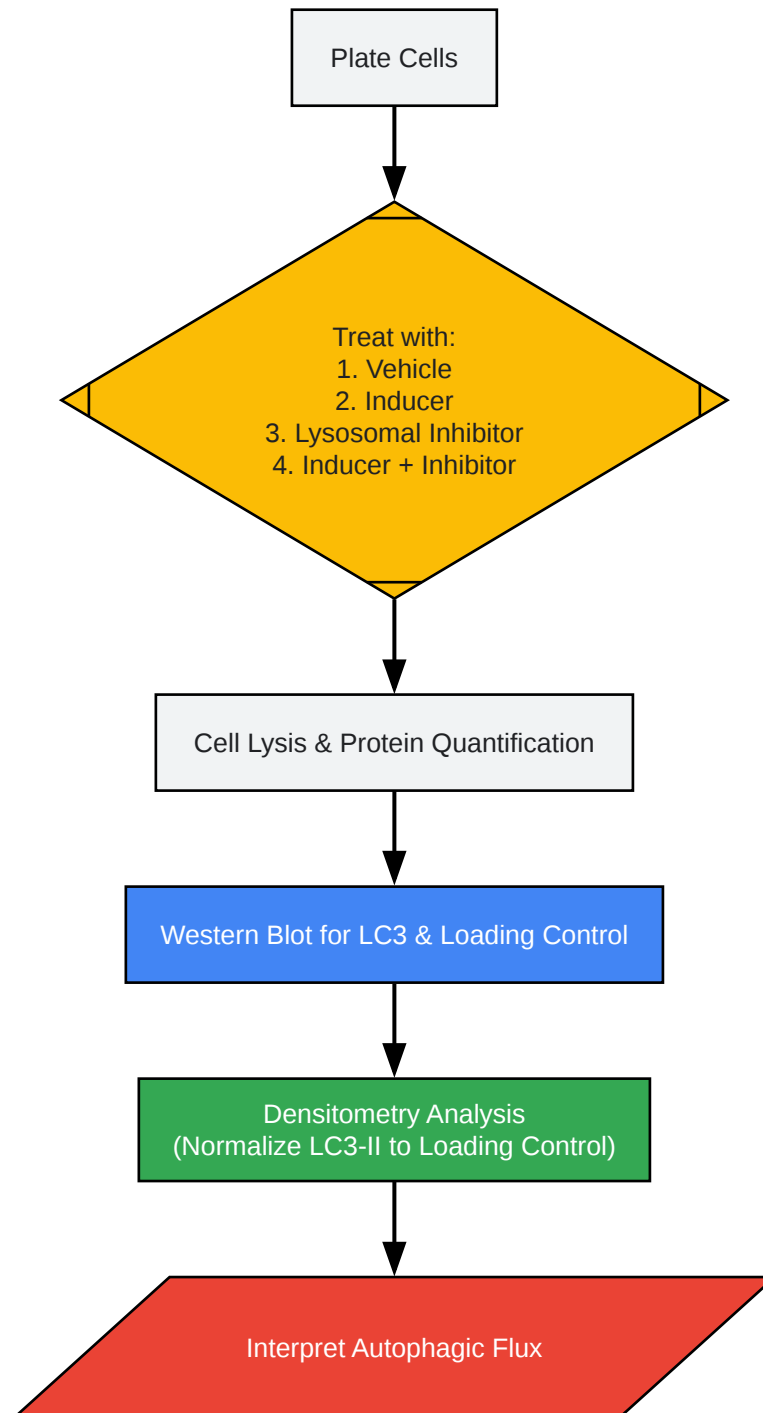 Plate Cells
Treat with:
1. Vehicle
2. Inducer
3. Lysosomal Inhibitor
4. Inducer + Inhibitor
Cell Lysis & Protein Quantification
Western Blot for LC3 & Loading Control
Densitometry Analysis
(Normalize LC3-II to Loading Control)
Interpret Autophagic Flux